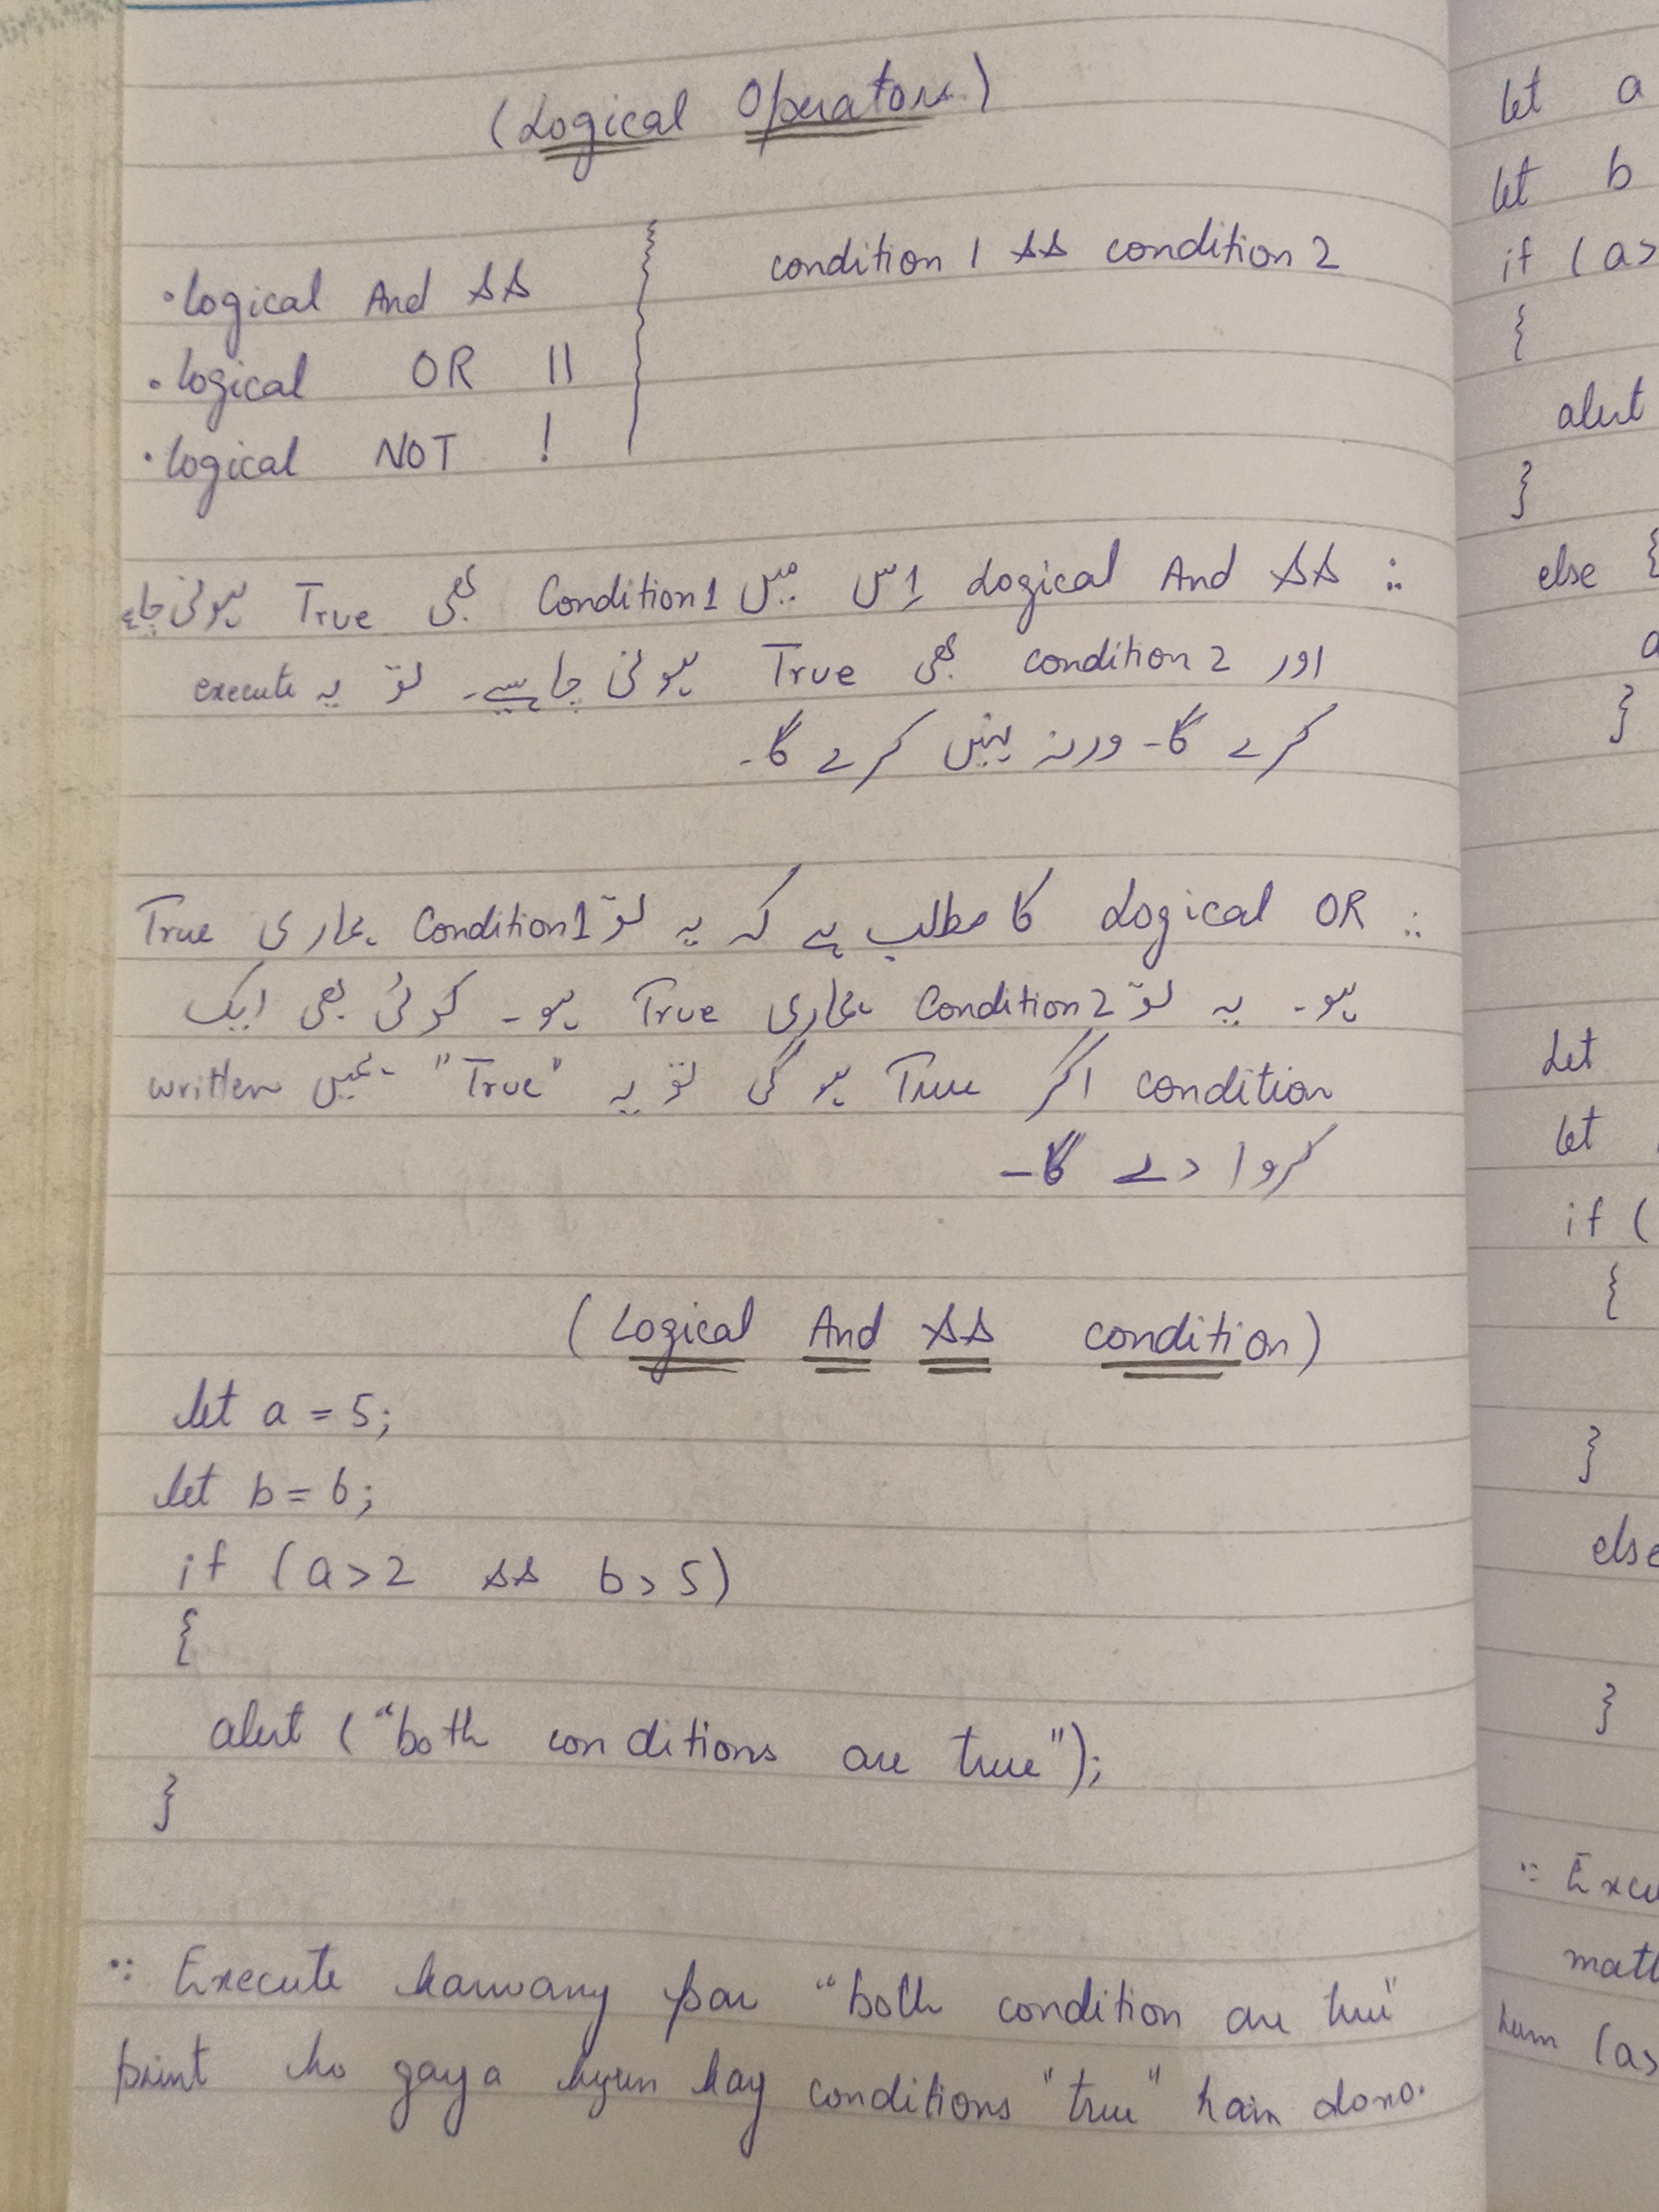 (Logical Operators)
• Logical And &&
• Logical OR ||
• Logical NOT !
condition 1 && condition 2
:: Logical And && اِس میں Condition1 بھی True ہونی چاہیے
اور condition 2 بھی True ہونی چاہیے۔ تو یہ execute
کرے گا۔ ورنہ نہیں کرے گا۔
:: Logical OR کا مطلب ہے کہ یہ تو Condition1 ہماری True
ہو۔ یہ تو Condition2 ہماری True ہو۔ کوئی بھی ایک
condition اگر True ہو گی تو یہ "True" ہمیں written
کروا دے گا۔
(Logical And && condition)
let a = 5;
let b = 6;
if (a>2 && b>5)
{
alert ("both conditions are true");
}
:: Execute karwany par "both condition are true"
print ho gaya kyun kay conditions "true" hain dono.
let a
let b
if (a>
{
alert
}
else {
a
}
Let
let
if (
{
}
else
}
:: Execu
matl
hum (a>